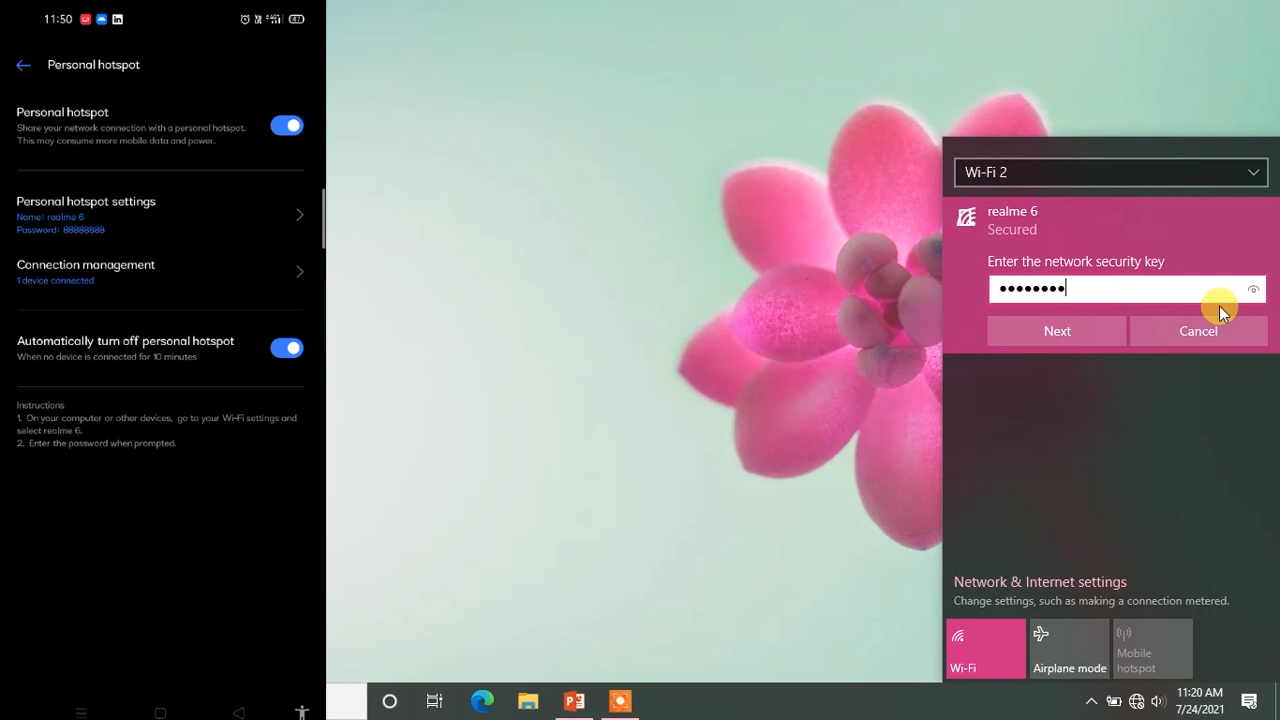 11:50
87
Personal hotspot
Personal hotspot
Share your network connection with a personal hotspot.
This may consume more mobile data and power.
Personal hotspot settings
Name: realme 6
Password: 88888888
Connection management
1 device connected
Automatically turn off personal hotspot
When no device is connected for 10 minutes
Instructions
1. On your computer or other devices, go to your Wi-Fi settings and
select realme 6.
2. Enter the password when prompted.
Wi-Fi 2
realme 6
Secured
Enter the network security key
••••••••
Next
Cancel
Network & Internet settings
Change settings, such as making a connection metered.
Wi-Fi
Airplane mode
Mobile
hotspot
11:20 AM
7/24/2021